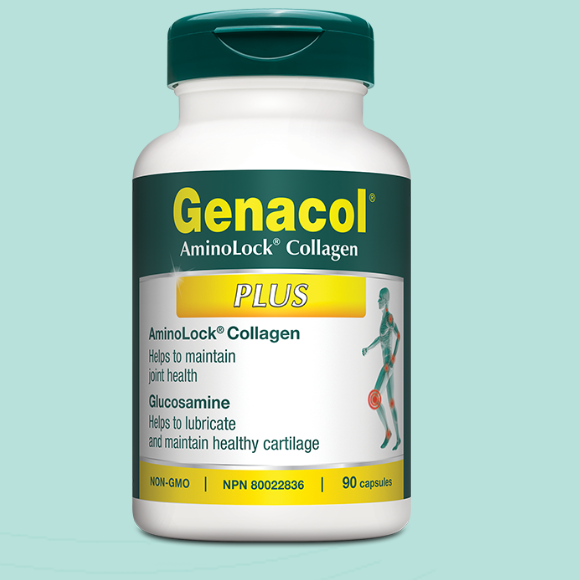 Genacol®
AminoLock® Collagen
PLUS
AminoLock® Collagen
Helps to maintain
joint health
Glucosamine
Helps to lubricate
and maintain healthy cartilage
NON-GMO | NPN 80022836 | 90 capsules